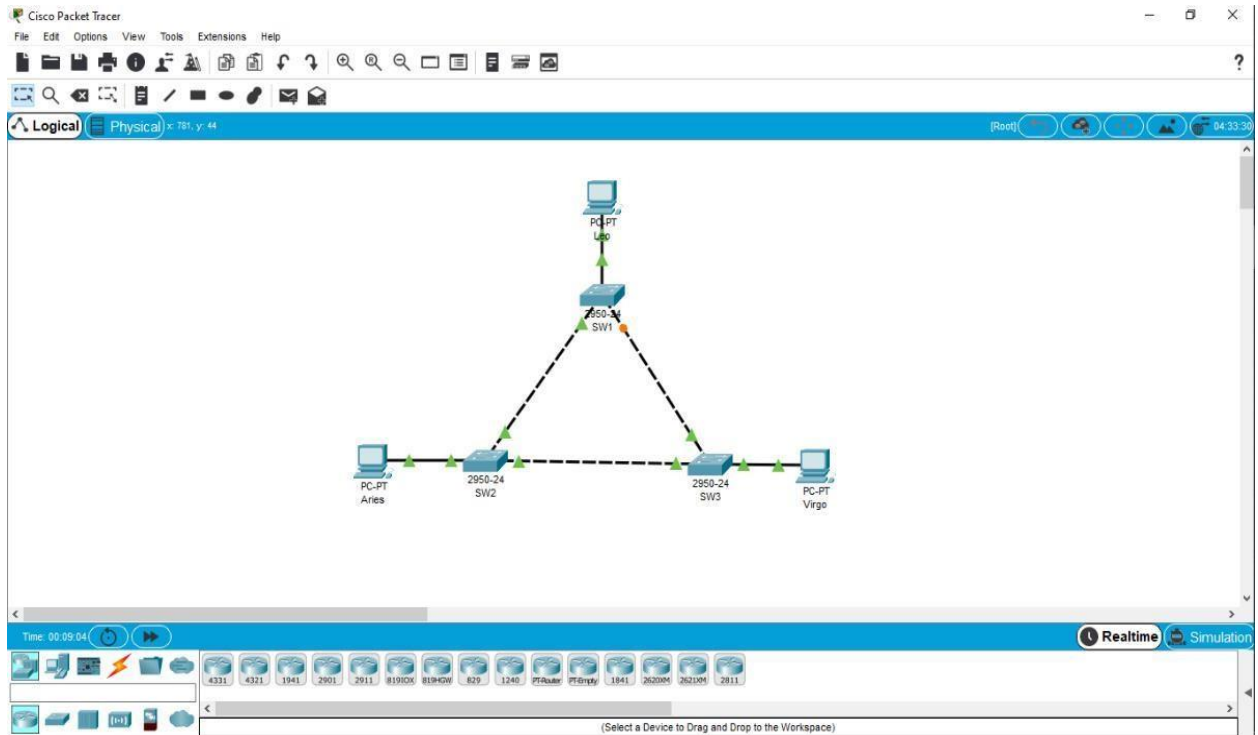 Cisco Packet Tracer
File Edit Options View Tools Extensions Help
?
Logical Physical x: 781, y: 44 [Root] 04:33:30
PC-PT
Leo
2950-24
SW1
PC-PT
Aries
2950-24
SW2
2950-24
SW3
PC-PT
Virgo
Time: 00:09:04 Realtime Simulation
4331 4321 1941 2901 2911 819IOX 819HGW 829 1240 PT-Router PT-Empty 1841 2620XM 2621XM 2811
(Select a Device to Drag and Drop to the Workspace)